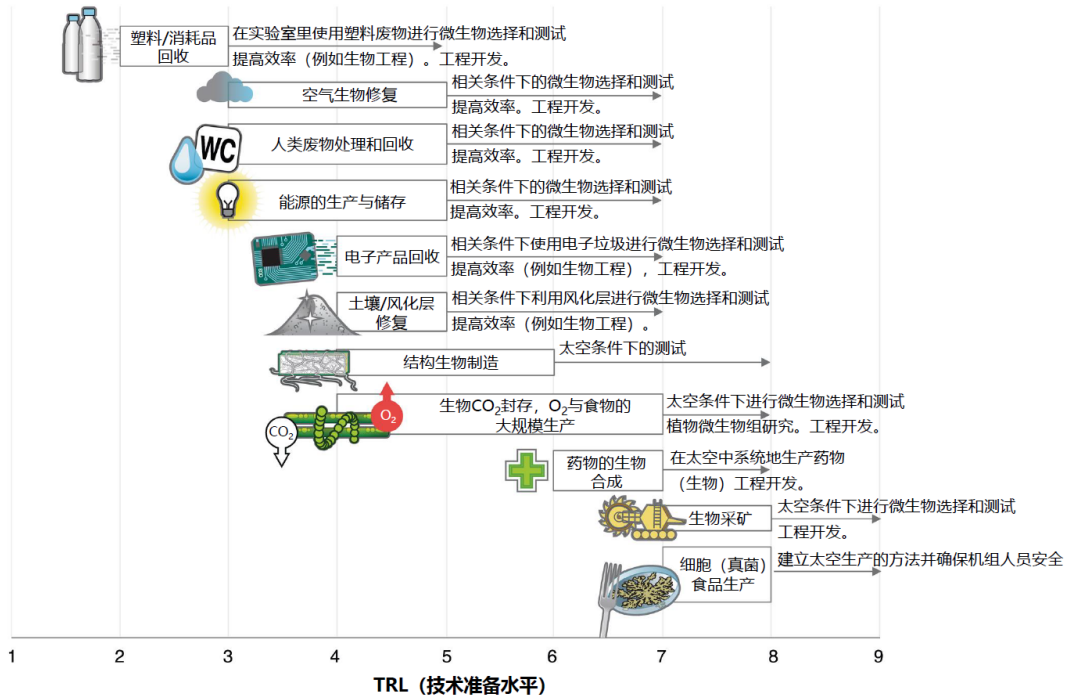 塑料/消耗品
回收
在实验室里使用塑料废物进行微生物选择和测试
提高效率（例如生物工程）。工程开发。
空气生物修复
相关条件下的微生物选择和测试
提高效率。工程开发。
WC
人类废物处理和回收
相关条件下的微生物选择和测试
提高效率。工程开发。
能源的生产与储存
相关条件下的微生物选择和测试
提高效率。工程开发。
电子产品回收
相关条件下使用电子垃圾进行微生物选择和测试
提高效率（例如生物工程），工程开发。
土壤/风化层
修复
相关条件下利用风化层进行微生物选择和测试
提高效率（例如生物工程）。
结构生物制造
太空条件下的测试
CO₂
O₂
生物CO₂封存，O₂与食物的
大规模生产
太空条件下进行微生物选择和测试
植物微生物组研究。工程开发。
药物的生物
合成
在太空中系统地生产药物
（生物）工程开发。
生物采矿
太空条件下进行微生物选择和测试
工程开发。
细胞（真菌）
食品生产
建立太空生产的方法并确保机组人员安全
1 2 3 4 5 6 7 8 9
TRL（技术准备水平）